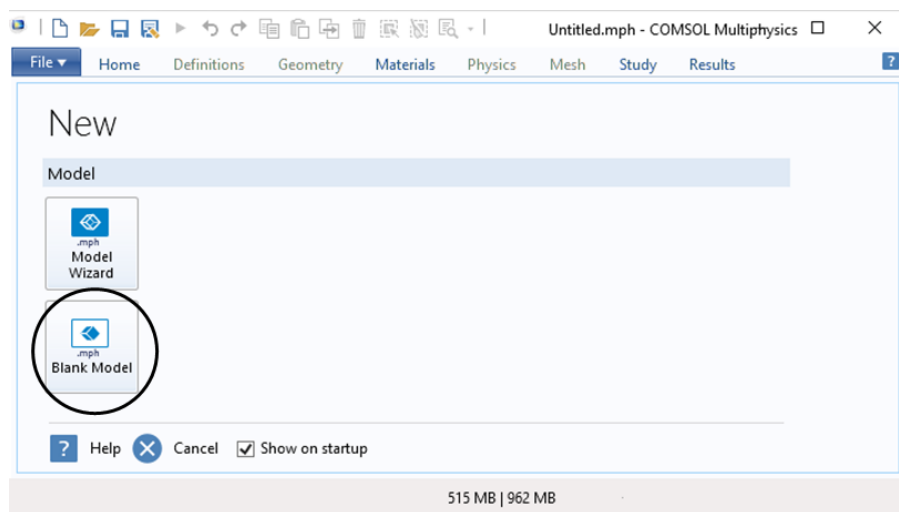 Untitled.mph - COMSOL Multiphysics
File Home Definitions Geometry Materials Physics Mesh Study Results ?
New
Model
.mph
Model
Wizard
.mph
Blank Model
? Help Cancel Show on startup
515 MB | 962 MB